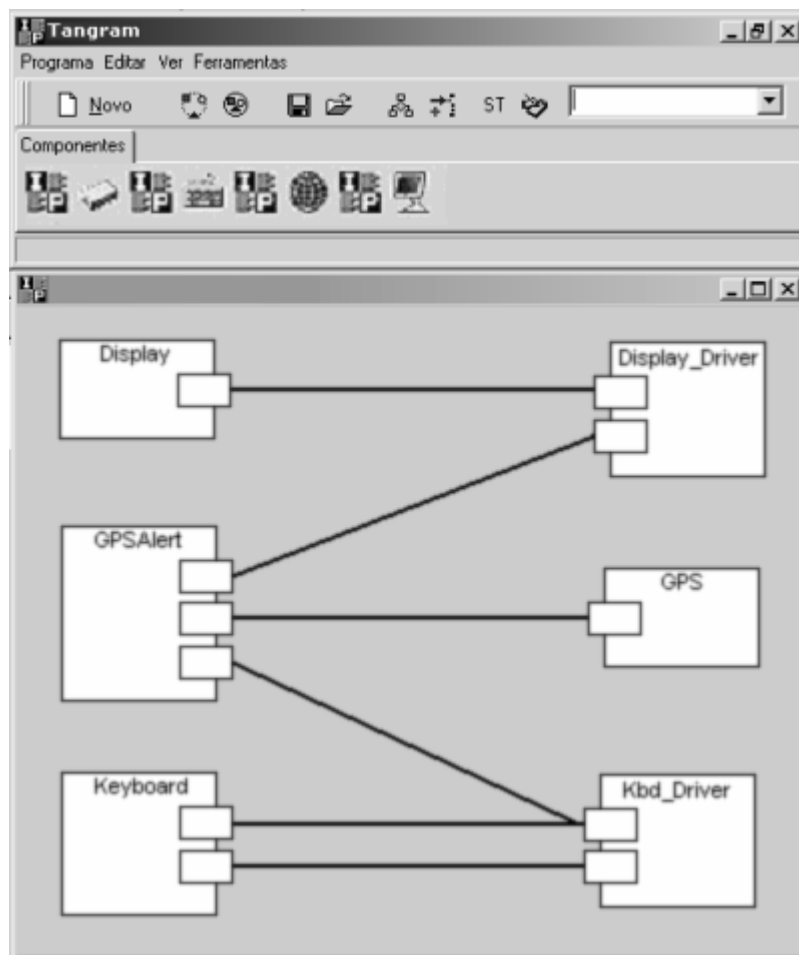 Tangram
Programa Editar Ver Ferramentas
Novo ST
Componentes
Display
Display_Driver
GPSAlert
GPS
Keyboard
Kbd_Driver